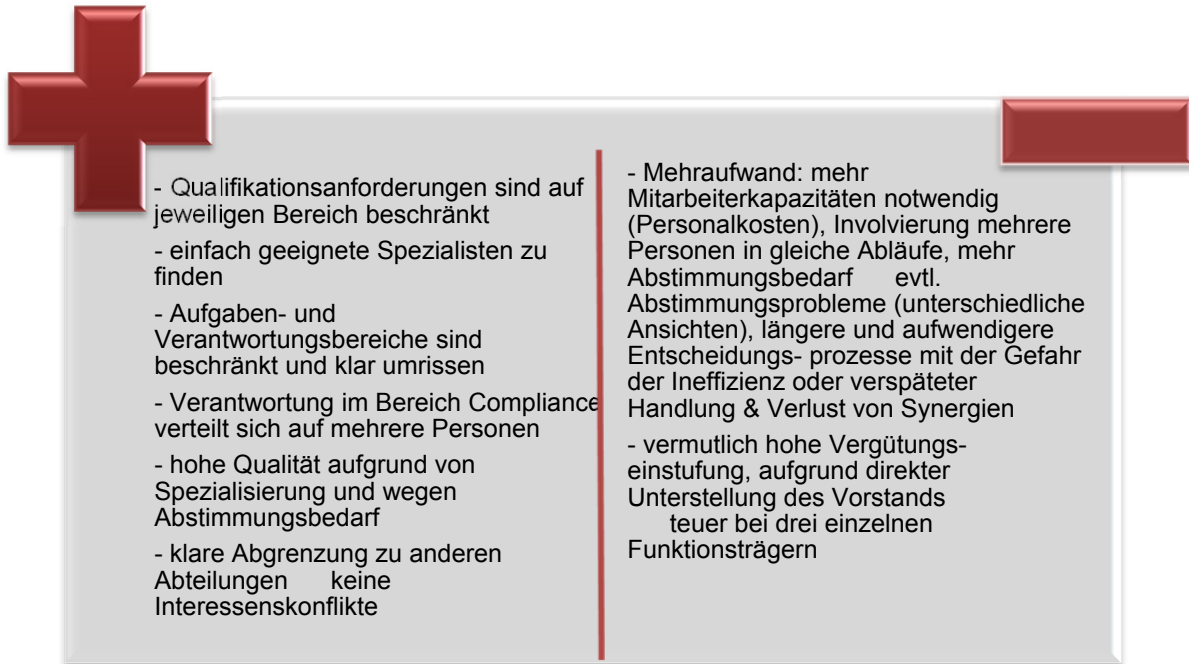 - Qualifikationsanforderungen sind auf
jeweiligen Bereich beschränkt
- einfach geeignete Spezialisten zu
finden
- Aufgaben- und
Verantwortungsbereiche sind
beschränkt und klar umrissen
- Verantwortung im Bereich Compliance
verteilt sich auf mehrere Personen
- hohe Qualität aufgrund von
Spezialisierung und wegen
Abstimmungsbedarf
- klare Abgrenzung zu anderen
Abteilungen keine
Interessenskonflikte
- Mehraufwand: mehr
Mitarbeiterkapazitäten notwendig
(Personalkosten), Involvierung mehrere
Personen in gleiche Abläufe, mehr
Abstimmungsbedarf evtl.
Abstimmungsprobleme (unterschiedliche
Ansichten), längere und aufwendigere
Entscheidungs- prozesse mit der Gefahr
der Ineffizienz oder verspäteter
Handlung & Verlust von Synergien
- vermutlich hohe Vergütungs-
einstufung, aufgrund direkter
Unterstellung des Vorstands
teuer bei drei einzelnen
Funktionsträgern